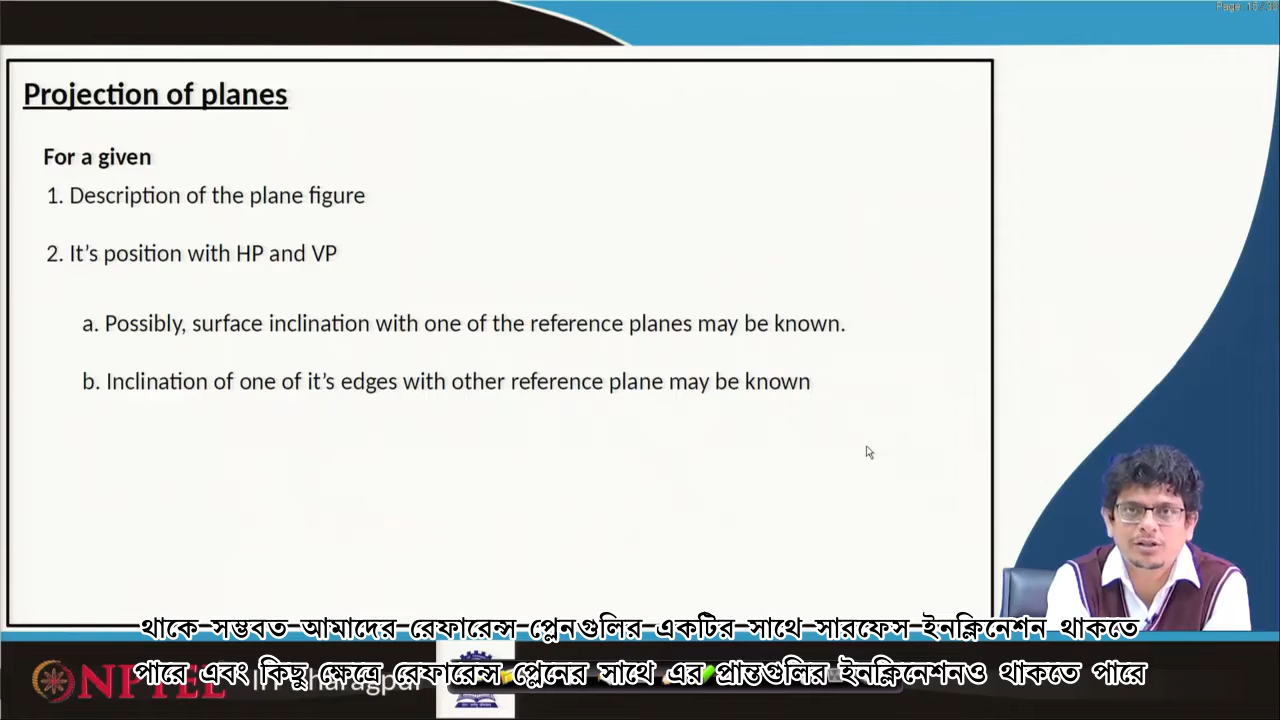 Projection of planes
For a given
1. Description of the plane figure
2. It's position with HP and VP
a. Possibly, surface inclination with one of the reference planes may be known.
b. Inclination of one of it's edges with other reference plane may be known
থাকে সম্ভবত আমাদের রেফারেন্স প্লেনগুলির একটির সাথে সারফেস ইনক্লিনেশন থাকতে
পারে এবং কিছু ক্ষেত্রে রেফারেন্স প্লেনের সাথে এর প্রান্তগুলির ইনক্লিনেশনও থাকতে পারে
NPTEL